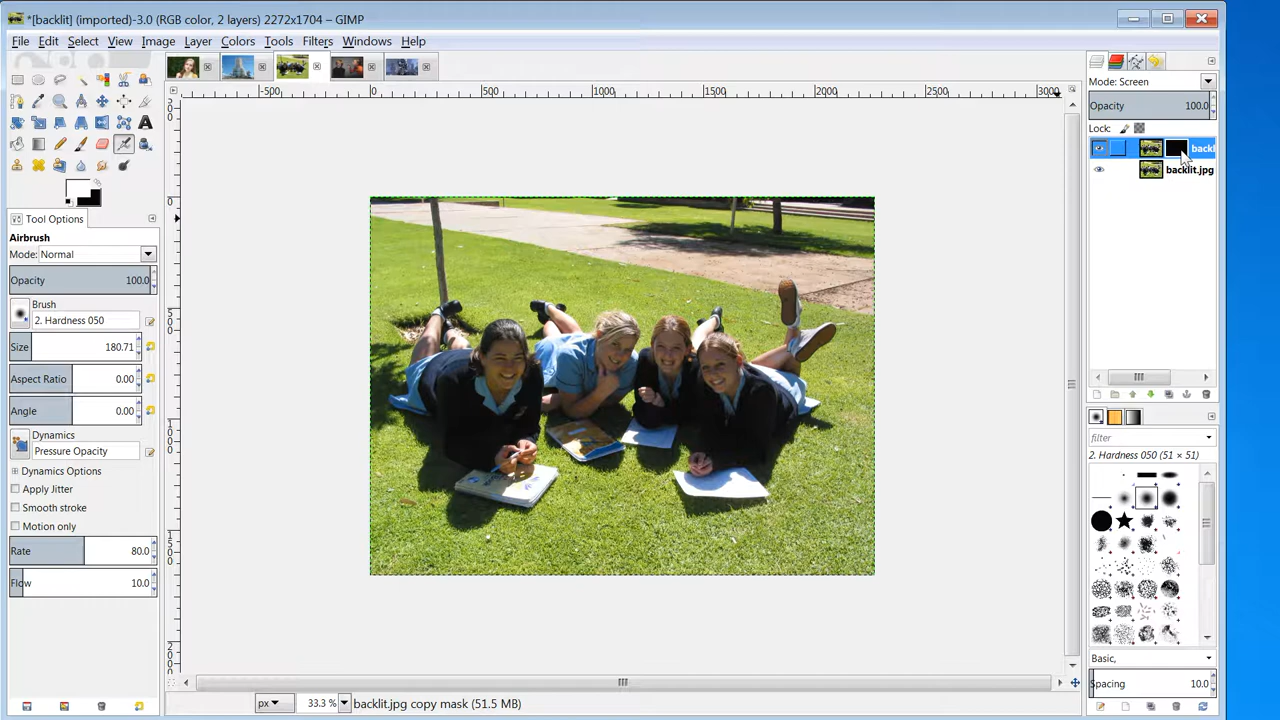 *[backlit] (imported)-3.0 (RGB color, 2 layers) 2272x1704 – GIMP
File Edit Select View Image Layer Colors Tools Filters Windows Help
-500 0 500 1000 1500 2000 2500 3000
Mode: Screen
Opacity 100.0
Lock:
backl
backlit.jpg
Tool Options
Airbrush
Mode: Normal
Opacity 100.0
Brush
2. Hardness 050
Size 180.71
Aspect Ratio 0.00
Angle 0.00
Dynamics
Pressure Opacity
Dynamics Options
Apply Jitter
Smooth stroke
Motion only
Rate 80.0
Flow 10.0
filter
2. Hardness 050 (51 × 51)
Basic,
Spacing 10.0
px 33.3 % backlit.jpg copy mask (51.5 MB)